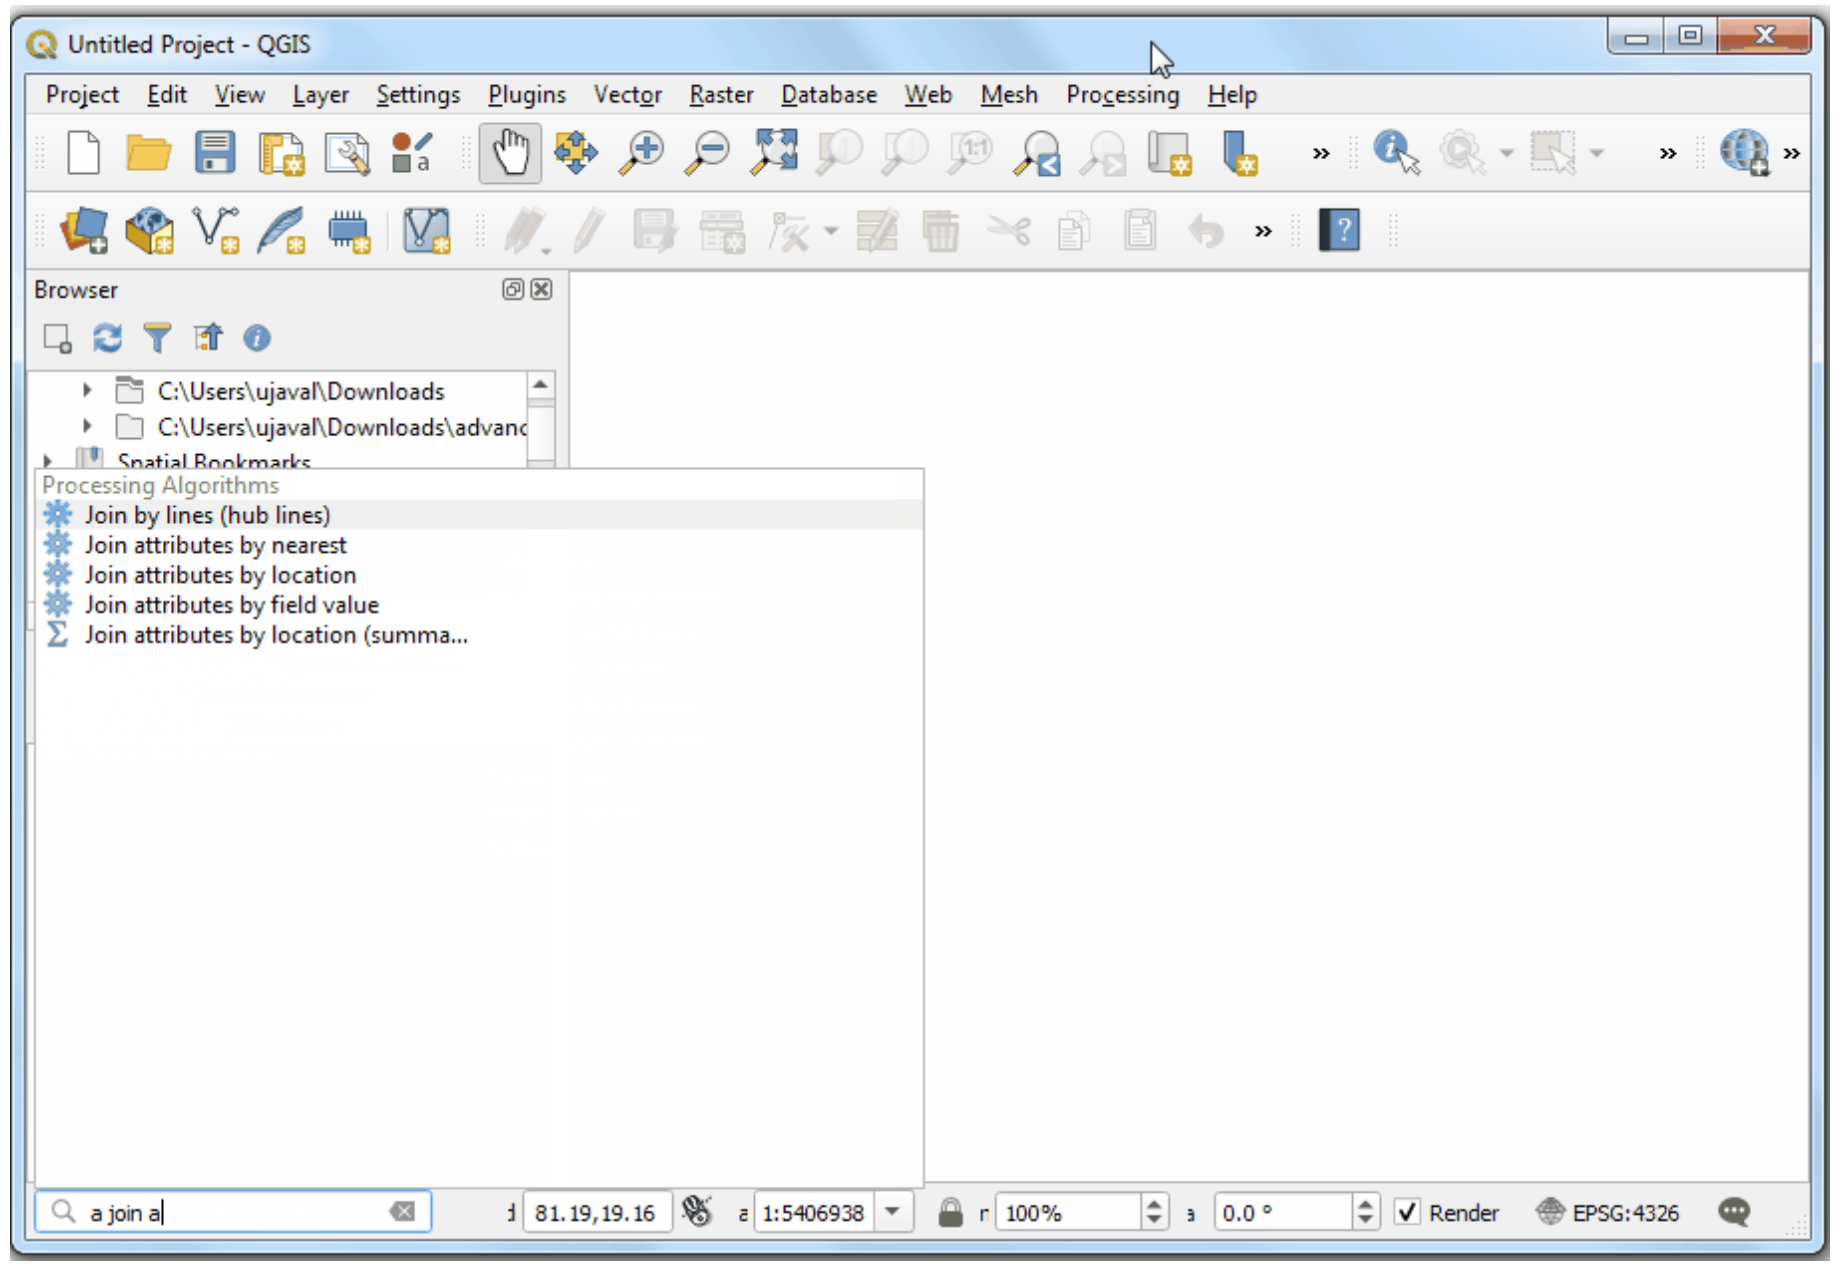 Untitled Project - QGIS
Project Edit View Layer Settings Plugins Vector Raster Database Web Mesh Processing Help
a 1:1 » » »
» ?
Browser
C:\Users\ujaval\Downloads
C:\Users\ujaval\Downloads\advanc
Spatial Bookmarks
Processing Algorithms
Join by lines (hub lines)
Join attributes by nearest
Join attributes by location
Join attributes by field value
Join attributes by location (summa...
a join a 81.19,19.16 1:5406938 100% 0.0 ° Render EPSG:4326